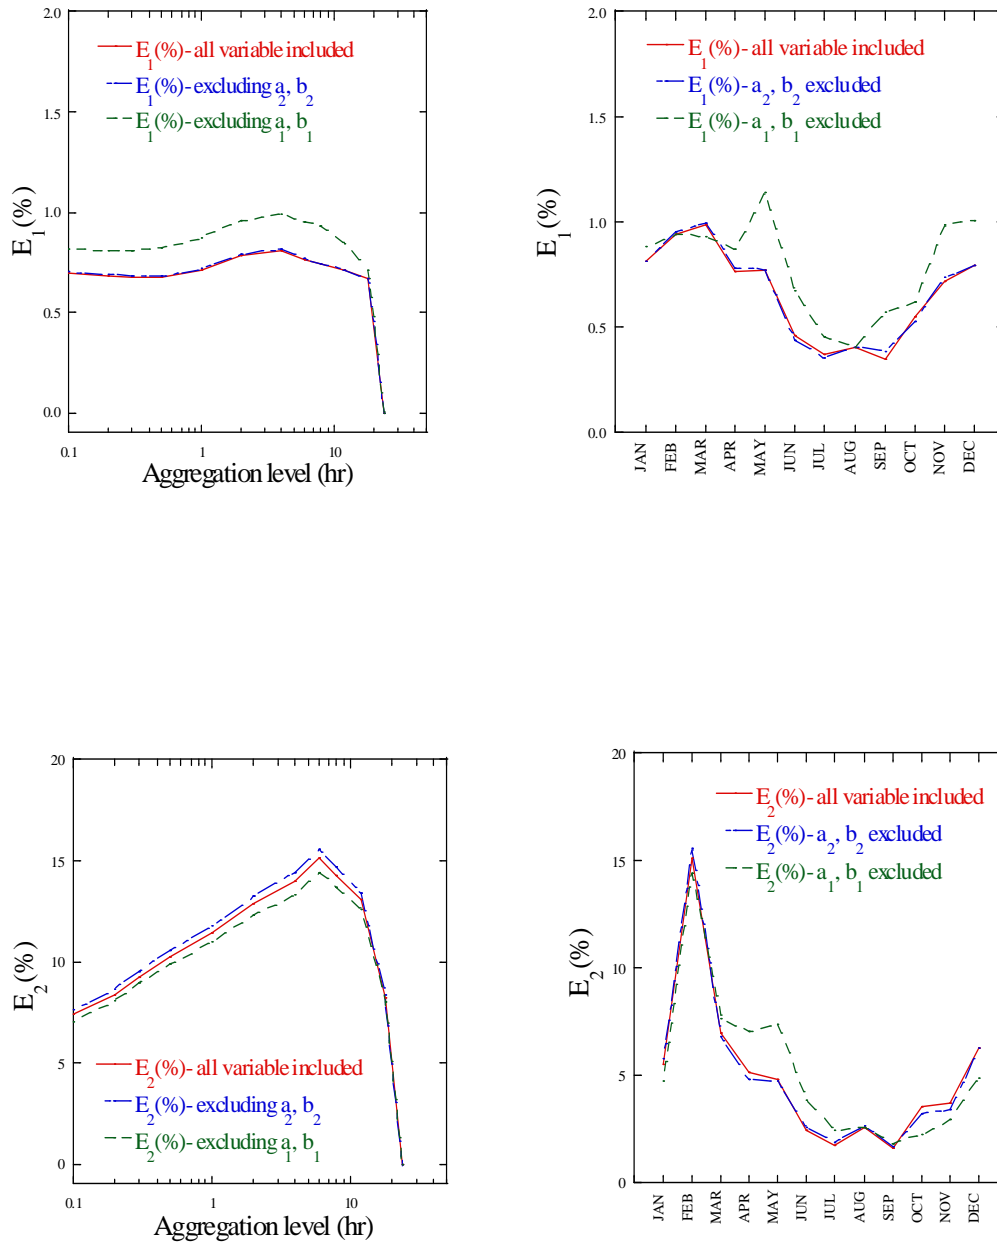 2.0
1.5
1.0
0.5
0.0
E1 (%)
E1(%)- all variable included
E1(%)- excluding a2, b2
E1(%)- excluding a1, b1
0.1 1 10
Aggregation level (hr)
2.0
1.5
1.0
0.5
0.0
E1 (%)
E1(%)- all variable included
E1(%)- a2, b2 excluded
E1(%)- a1, b1 excluded
JAN FEB MAR APR MAY JUN JUL AUG SEP OCT NOV DEC
20
15
10
5
0
E2 (%)
E2(%)- all variable included
E2(%)- excluding a2, b2
E2(%)- excluding a1, b1
0.1 1 10
Aggregation level (hr)
20
15
10
5
0
E2 (%)
E2(%)- all variable included
E2(%)- a2, b2 excluded
E2(%)- a1, b1 excluded
JAN FEB MAR APR MAY JUN JUL AUG SEP OCT NOV DEC